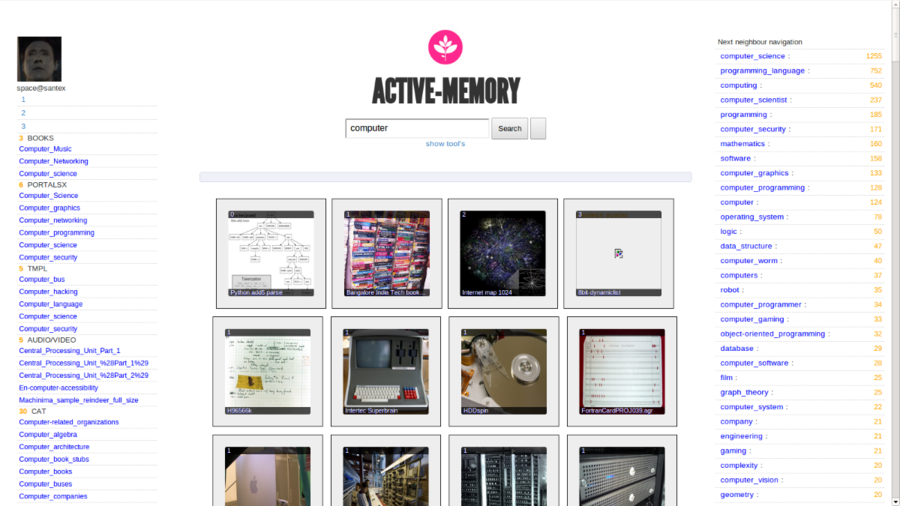 space@santex
1
2
3
3 BOOKS
Computer_Music
Computer_Networking
Computer_science
6 PORTALSX
Computer_Science
Computer_graphics
Computer_networking
Computer_programming
Computer_science
Computer_security
5 TMPL
Computer_bus
Computer_hacking
Computer_language
Computer_science
Computer_security
5 AUDIO/VIDEO
Central_Processing_Unit_Part_1
Central_Processing_Unit_%28Part_1%29
Central_Processing_Unit_%28Part_2%29
En-computer-accessibility
Machinima_sample_reindeer_full_size
30 CAT
Computer-related_organizations
Computer_algebra
Computer_architecture
Computer_book_stubs
Computer_books
Computer_buses
Computer_companies
ACTIVE-MEMORY
computer Search
show tool's
0
Python add5 parse
1
Bangalore India Tech book...
2
Internet map 1024
3
8bit-dynamiclist
1
H96566k
1
Intertec Superbrain
1
HDDspin
1
FortranCardPROJ039.agr
1
1
1
1
Next neighbour navigation
computer_science : 1255
programming_language : 752
computing : 540
computer_scientist : 237
programming : 185
computer_security : 171
mathematics : 160
software : 158
computer_graphics : 133
computer_programming : 128
computer : 124
operating_system : 78
logic : 50
data_structure : 47
computer_worm : 40
computers : 37
robot : 35
computer_programmer : 34
computer_gaming : 33
object-oriented_programming : 32
database : 29
computer_software : 28
film : 25
graph_theory : 25
computer_system : 22
company : 21
engineering : 21
gaming : 21
complexity : 20
computer_vision : 20
geometry : 20